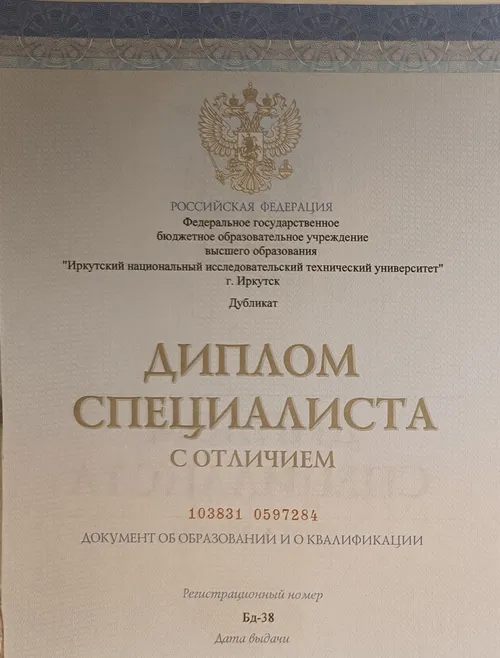 РОССИЙСКАЯ ФЕДЕРАЦИЯ
Федеральное государственное
бюджетное образовательное учреждение
высшего образования
"Иркутский национальный исследовательский технический университет"
г. Иркутск
Дубликат
ДИПЛОМ
СПЕЦИАЛИСТА
С ОТЛИЧИЕМ
103831 0597284
ДОКУМЕНТ ОБ ОБРАЗОВАНИИ И О КВАЛИФИКАЦИИ
Регистрационный номер
Бд-38
Дата выдачи